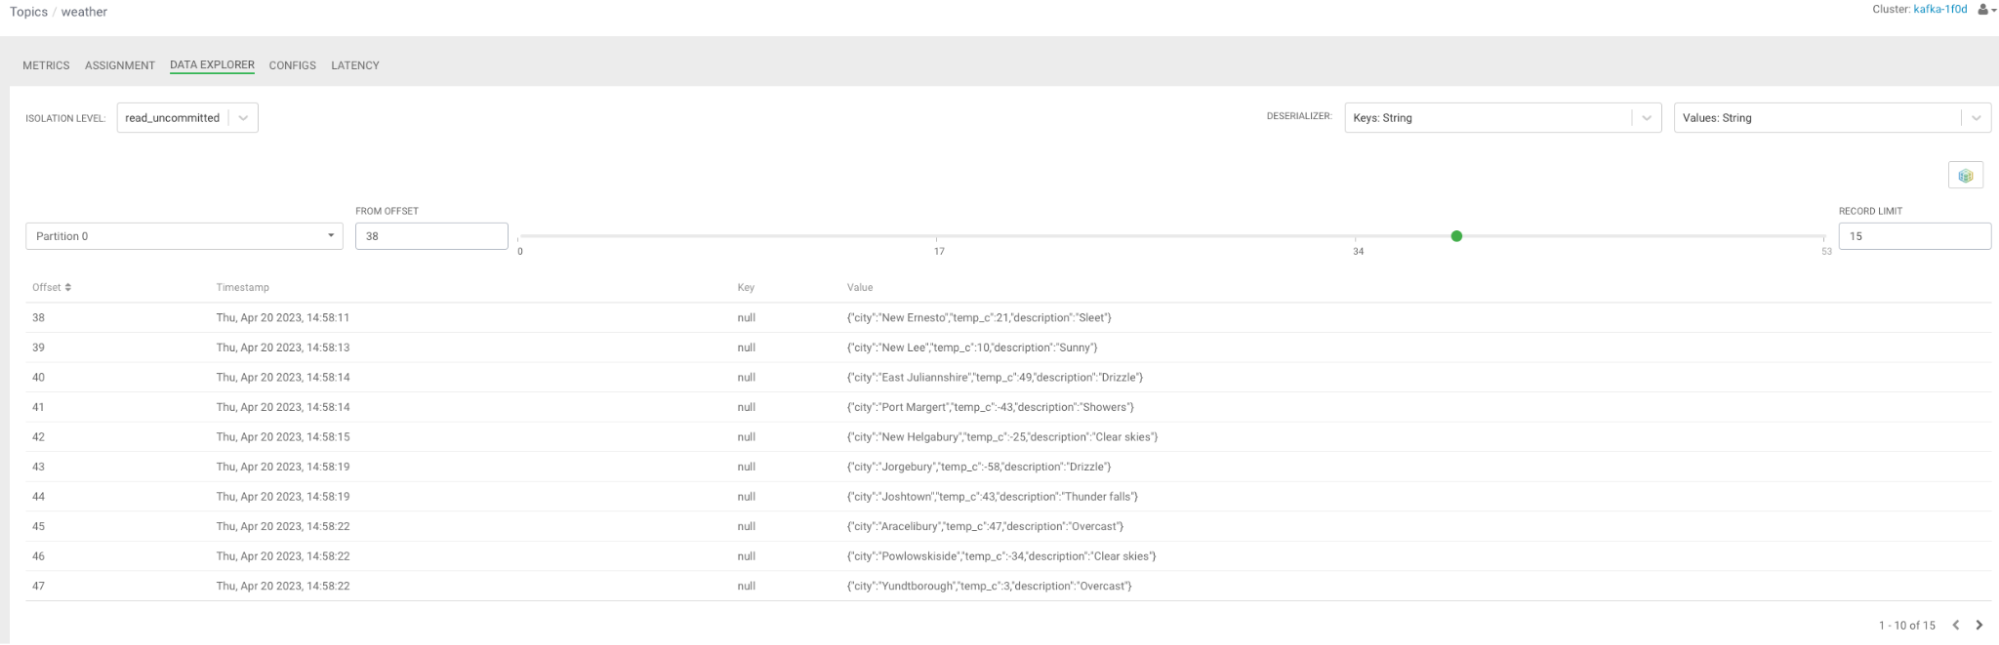 Topics / weather
Cluster: kafka-1f0d
METRICS ASSIGNMENT DATA EXPLORER CONFIGS LATENCY
ISOLATION LEVEL: read_uncommitted DESERIALIZER: Keys: String Values: String
FROM OFFSET RECORD LIMIT
Partition 0 38 15
0 17 34 53
Offset Timestamp Key Value
38 Thu, Apr 20 2023, 14:58:11 null {"city":"New Ernesto","temp_c":21,"description":"Sleet"}
39 Thu, Apr 20 2023, 14:58:13 null {"city":"New Lee","temp_c":10,"description":"Sunny"}
40 Thu, Apr 20 2023, 14:58:14 null {"city":"East Juliannshire","temp_c":49,"description":"Drizzle"}
41 Thu, Apr 20 2023, 14:58:14 null {"city":"Port Margert","temp_c":-43,"description":"Showers"}
42 Thu, Apr 20 2023, 14:58:15 null {"city":"New Helgabury","temp_c":-25,"description":"Clear skies"}
43 Thu, Apr 20 2023, 14:58:19 null {"city":"Jorgebury","temp_c":-58,"description":"Drizzle"}
44 Thu, Apr 20 2023, 14:58:19 null {"city":"Joshtown","temp_c":43,"description":"Thunder falls"}
45 Thu, Apr 20 2023, 14:58:22 null {"city":"Aracelibury","temp_c":47,"description":"Overcast"}
46 Thu, Apr 20 2023, 14:58:22 null {"city":"Powlowskiside","temp_c":-34,"description":"Clear skies"}
47 Thu, Apr 20 2023, 14:58:22 null {"city":"Yundtborough","temp_c":3,"description":"Overcast"}
1 - 10 of 15